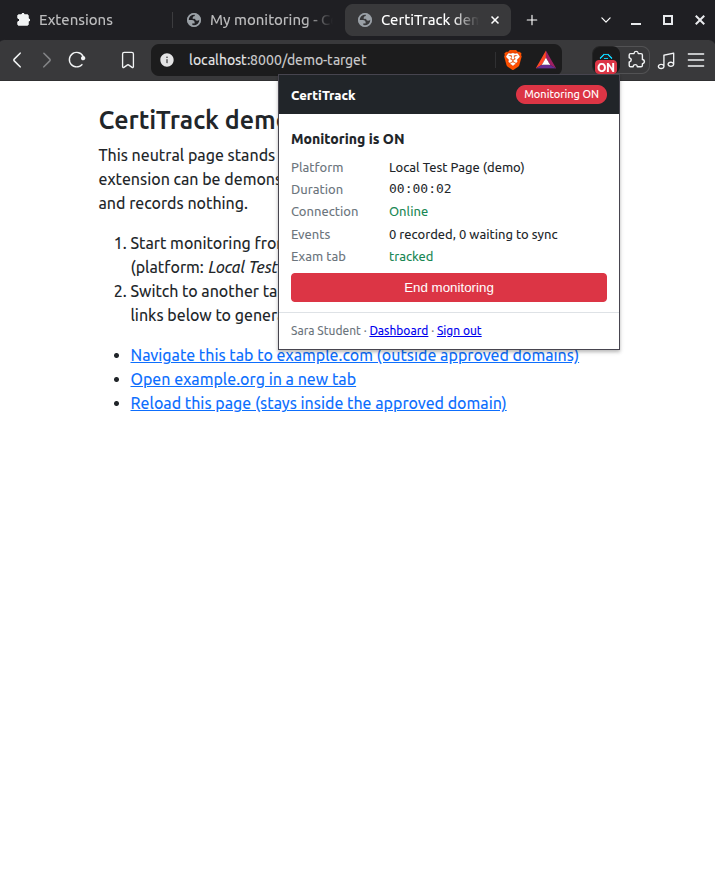 Extensions
My monitoring - C
CertiTrack den
localhost:8000/demo-target
ON
CertiTrack
Monitoring ON
Monitoring is ON
Platform Local Test Page (demo)
Duration 00:00:02
Connection Online
Events 0 recorded, 0 waiting to sync
Exam tab tracked
End monitoring
Sara Student · Dashboard · Sign out
CertiTrack dem
This neutral page stands
extension can be demons
and records nothing.
1. Start monitoring fro
(platform: Local Test
2. Switch to another ta
links below to gener
• Navigate this tab to example.com (outside approved domains)
• Open example.org in a new tab
• Reload this page (stays inside the approved domain)